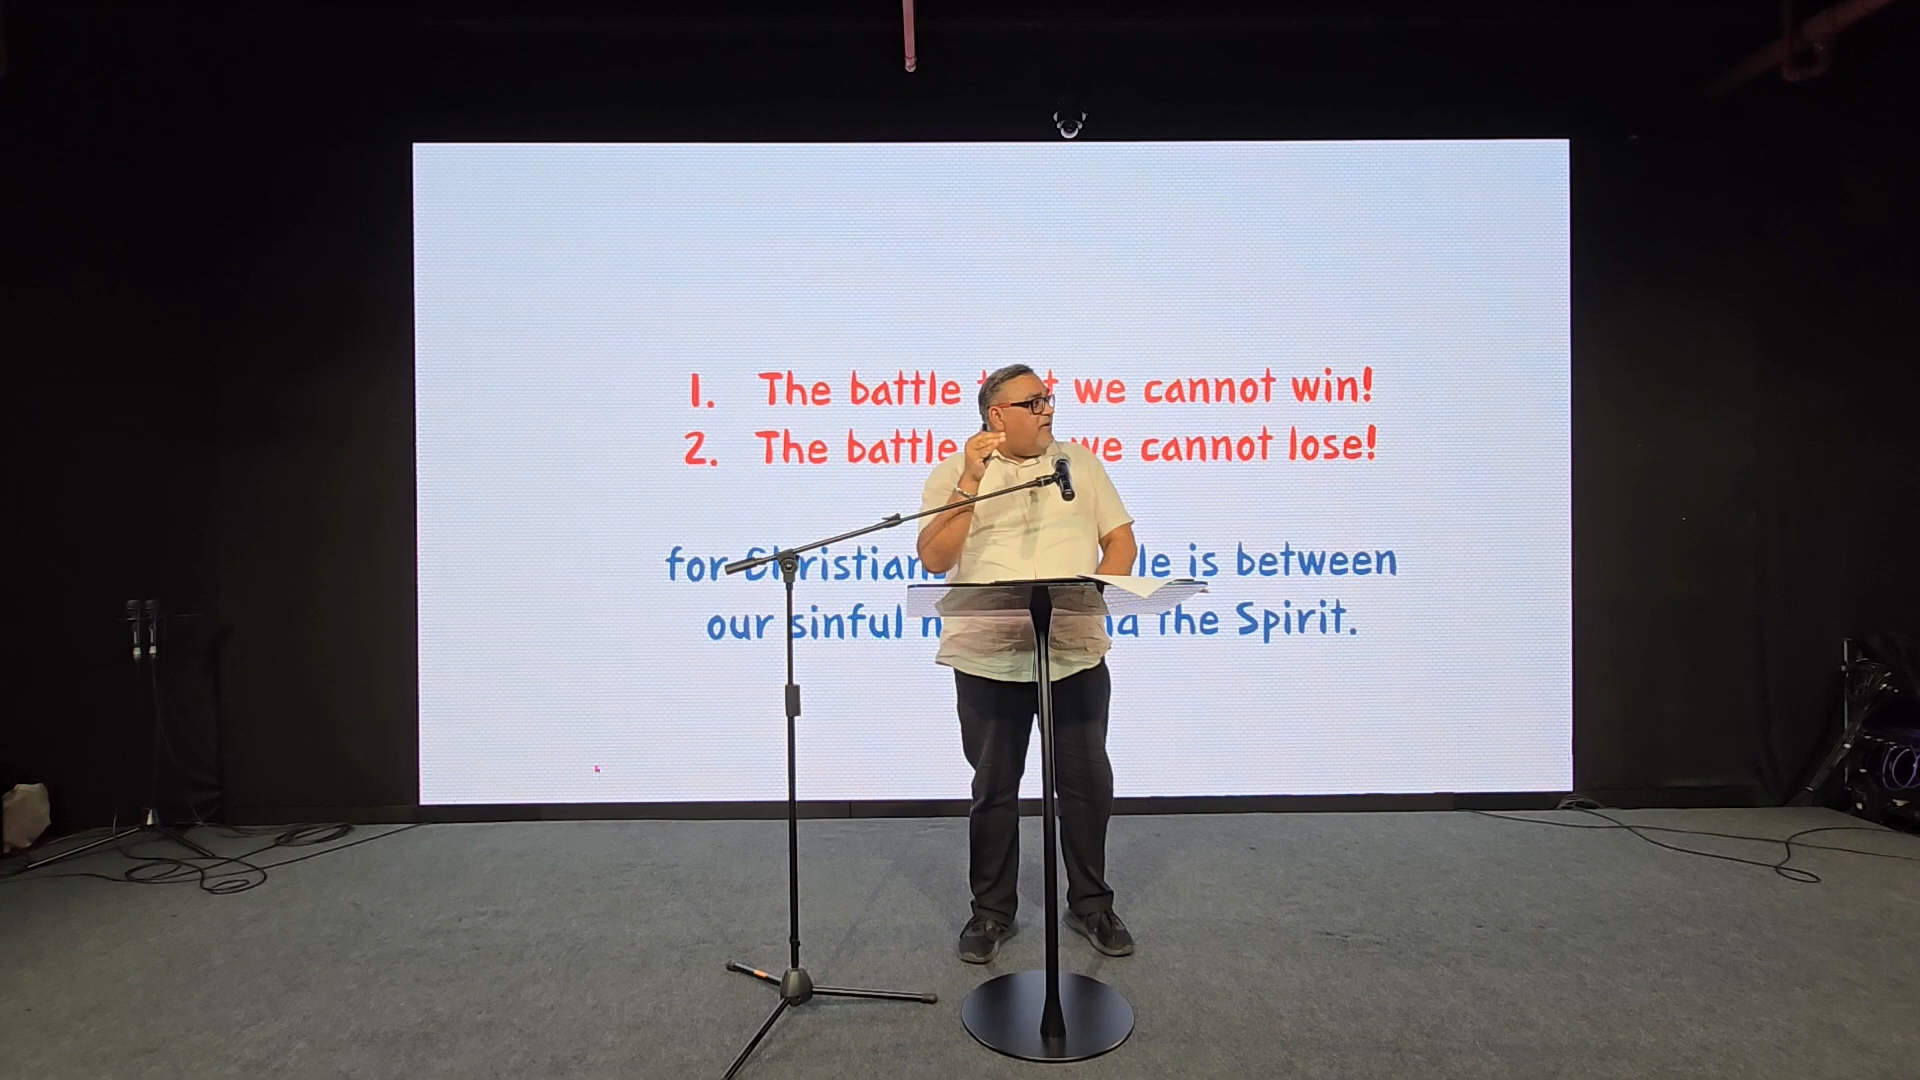 1. The battle we cannot win!
2. The battle we cannot lose!
for Christians is between
our sinful the Spirit.